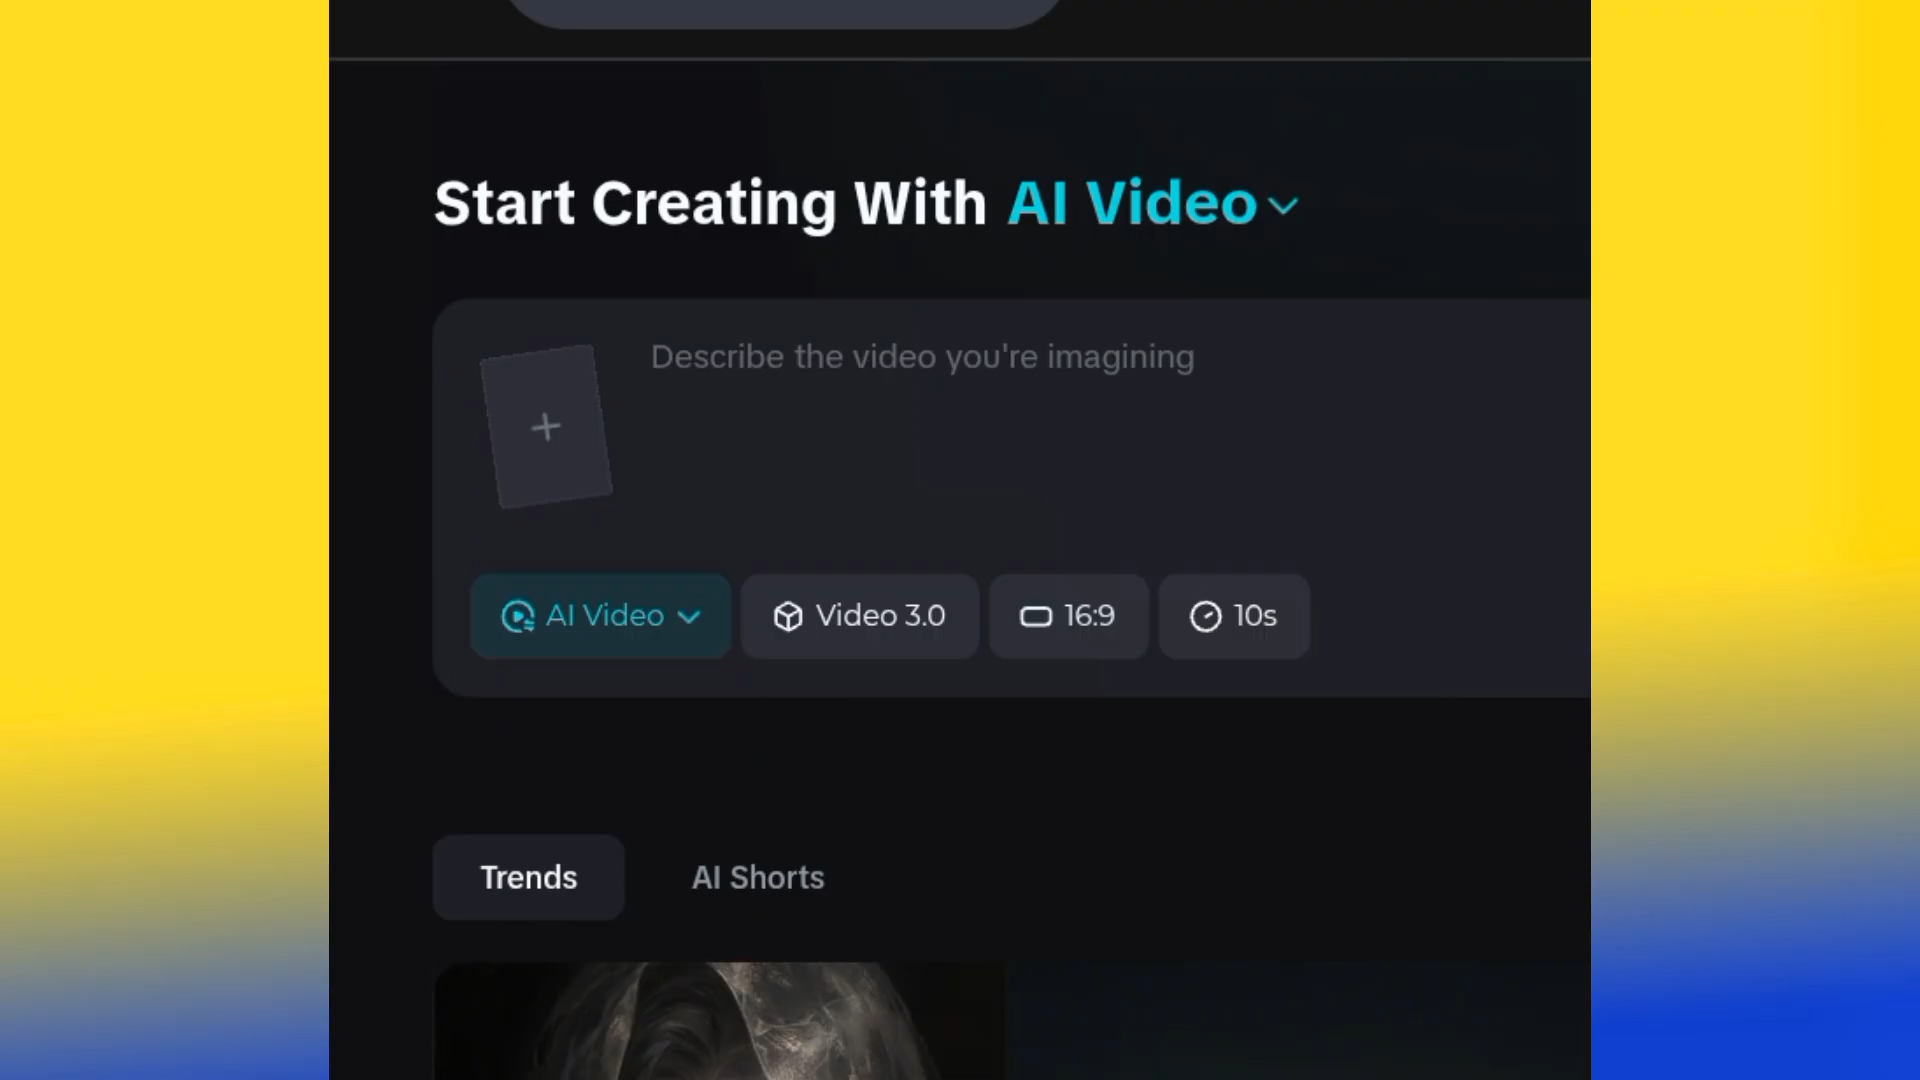 Start Creating With AI Video
Describe the video you're imagining
AI Video Video 3.0 16:9 10s
Trends AI Shorts